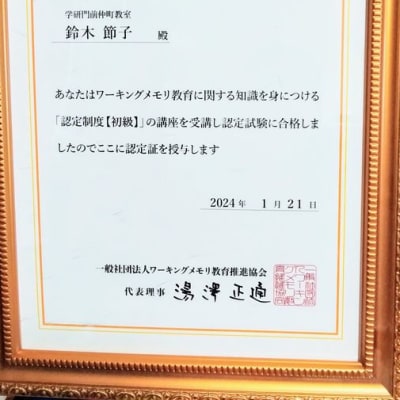 学研門前仲町教室
鈴木 節子 殿
あなたはワーキングメモリ教育に関する知識を身につける
「認定制度【初級】」の講座を受講し認定試験に合格しま
したのでここに認定証を授与します
2024年 1月21日
一般社団法人ワーキングメモリ教育推進協会
代表理事 湯澤正通